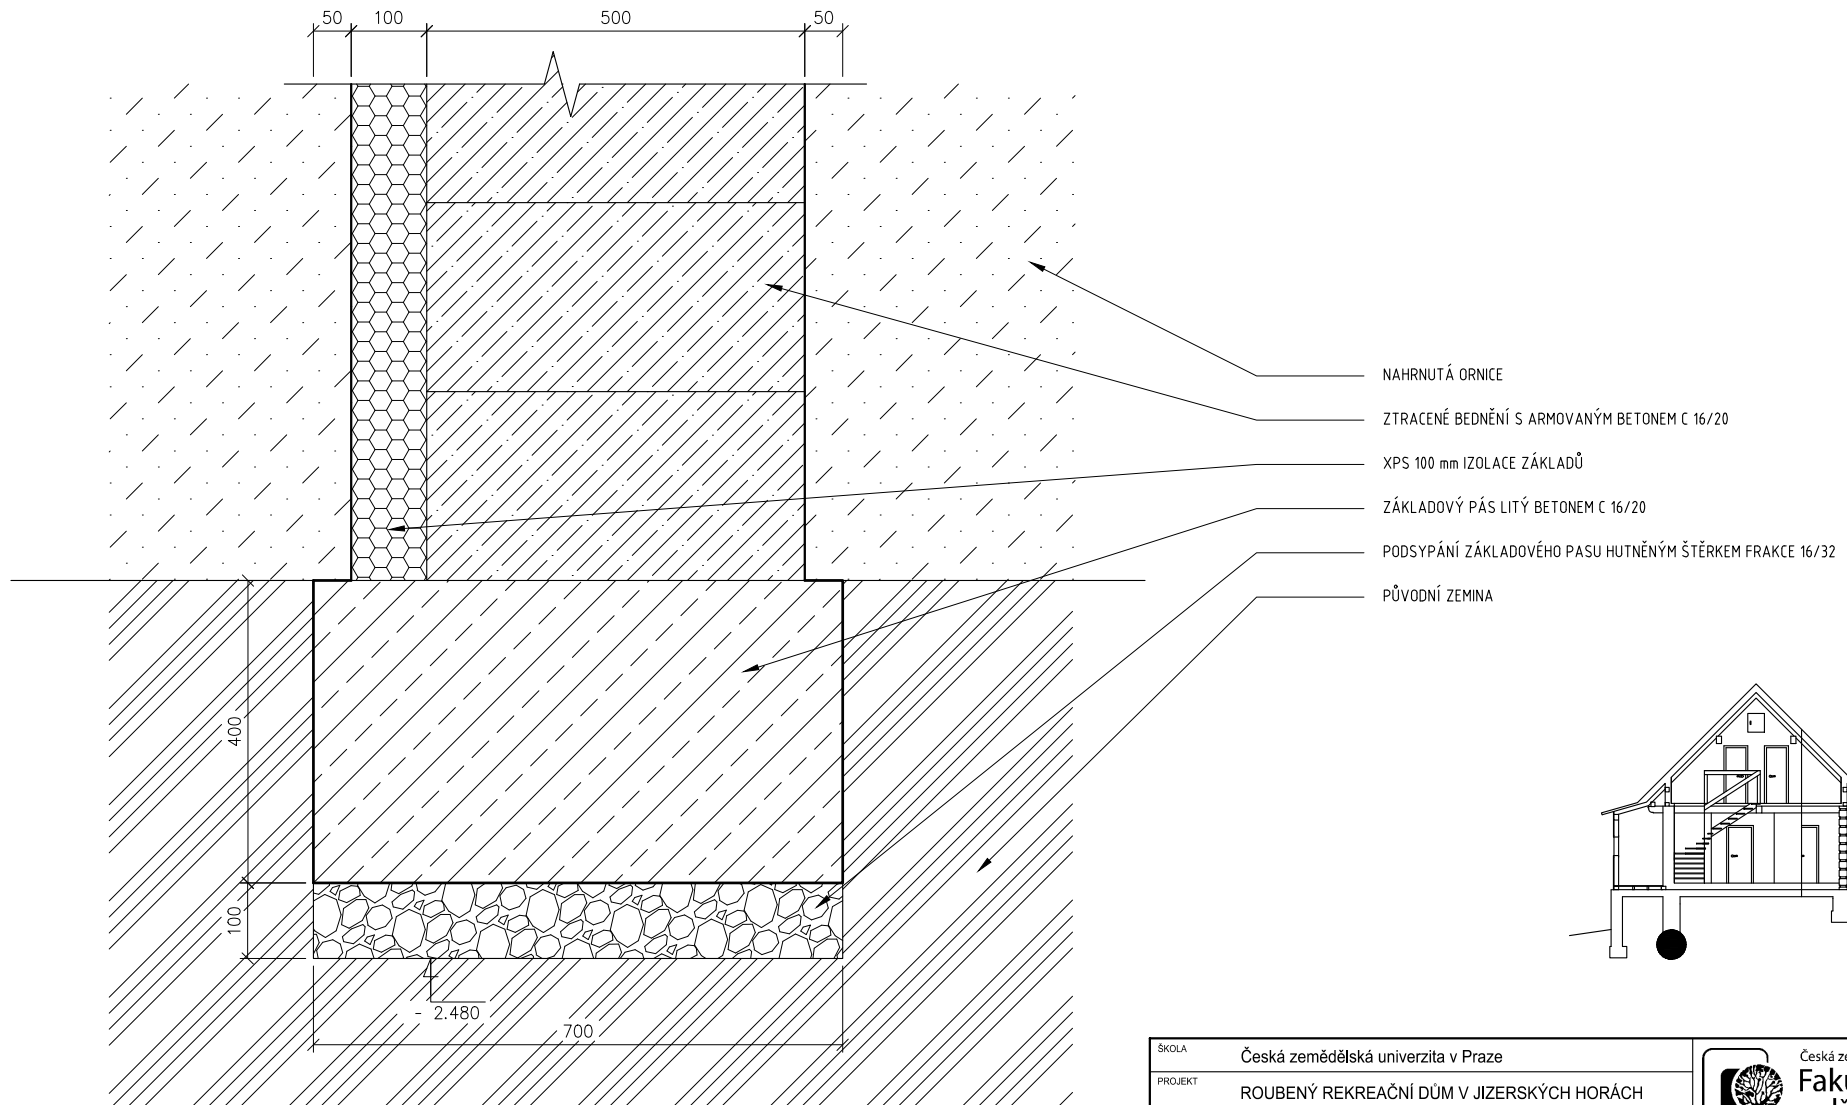 50 100 500 50
NAHRNUTÁ ORNICE
ZTRACENÉ BEDNĚNÍ S ARMOVANÝM BETONEM C 16/20
XPS 100 mm IZOLACE ZÁKLADŮ
ZÁKLADOVÝ PÁS LITÝ BETONEM C 16/20
PODSYPÁNÍ ZÁKLADOVÉHO PASU HUTNĚNÝM ŠTĚRKEM FRAKCE 16/32
PŮVODNÍ ZEMINA
400
100
- 2.480
700
ŠKOLA Česká zemědělská univerzita v Praze
PROJEKT ROUBENÝ REKREAČNÍ DŮM V JIZERSKÝCH HORÁCH
Česká